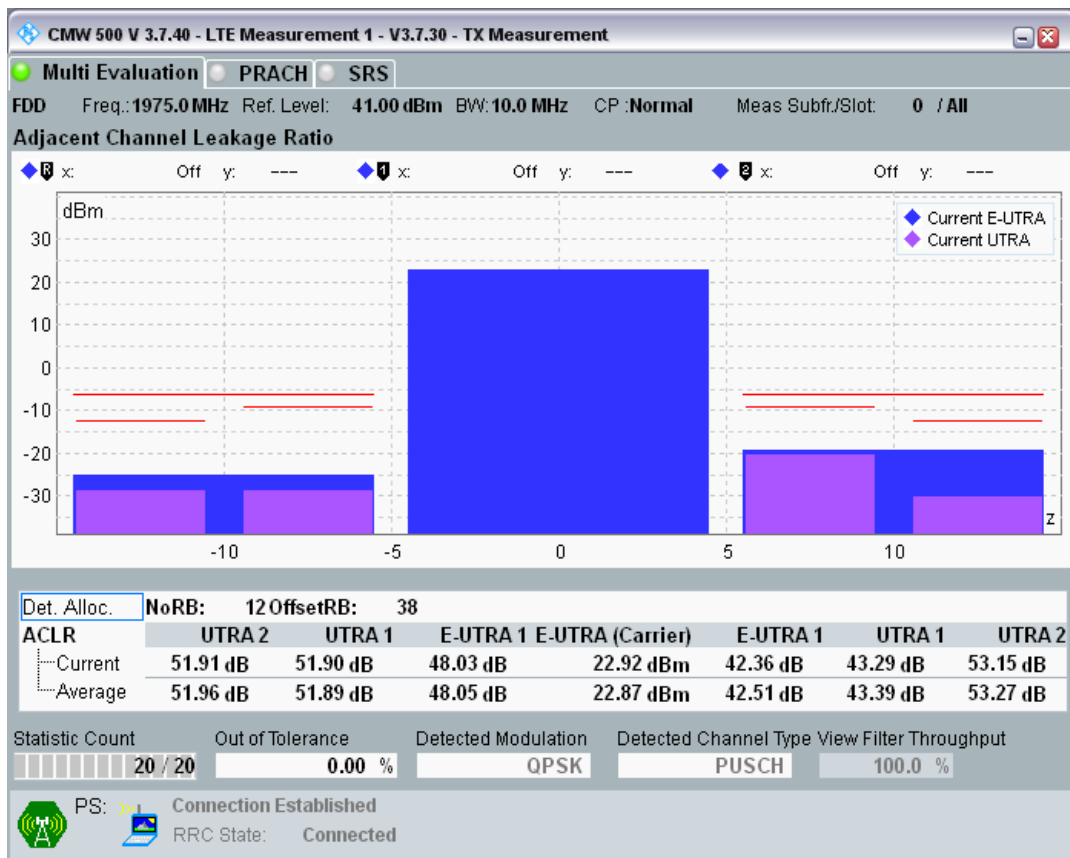 CMW 500 V 3.7.40 - LTE Measurement 1 - V3.7.30 - TX Measurement
Multi Evaluation PRACH SRS
FDD Freq.: 1975.0 MHz Ref. Level: 41.00 dBm BW: 10.0 MHz CP :Normal Meas Subfr./Slot: 0 / All
Adjacent Channel Leakage Ratio
R x: Off y: --- 1 x: Off y: --- 2 x: Off y: ---
dBm
Current E-UTRA
Current UTRA
30
20
10
0
-10
-20
-30
z
-10 -5 0 5 10
Det. Alloc. NoRB: 12 OffsetRB: 38
ACLR UTRA 2 UTRA 1 E-UTRA 1 E-UTRA (Carrier) E-UTRA 1 UTRA 1 UTRA 2
Current 51.91 dB 51.90 dB 48.03 dB 22.92 dBm 42.36 dB 43.29 dB 53.15 dB
Average 51.96 dB 51.89 dB 48.05 dB 22.87 dBm 42.51 dB 43.39 dB 53.27 dB
Statistic Count Out of Tolerance Detected Modulation Detected Channel Type View Filter Throughput
20 / 20 0.00 % QPSK PUSCH 100.0 %
PS: Connection Established
RRC State: Connected